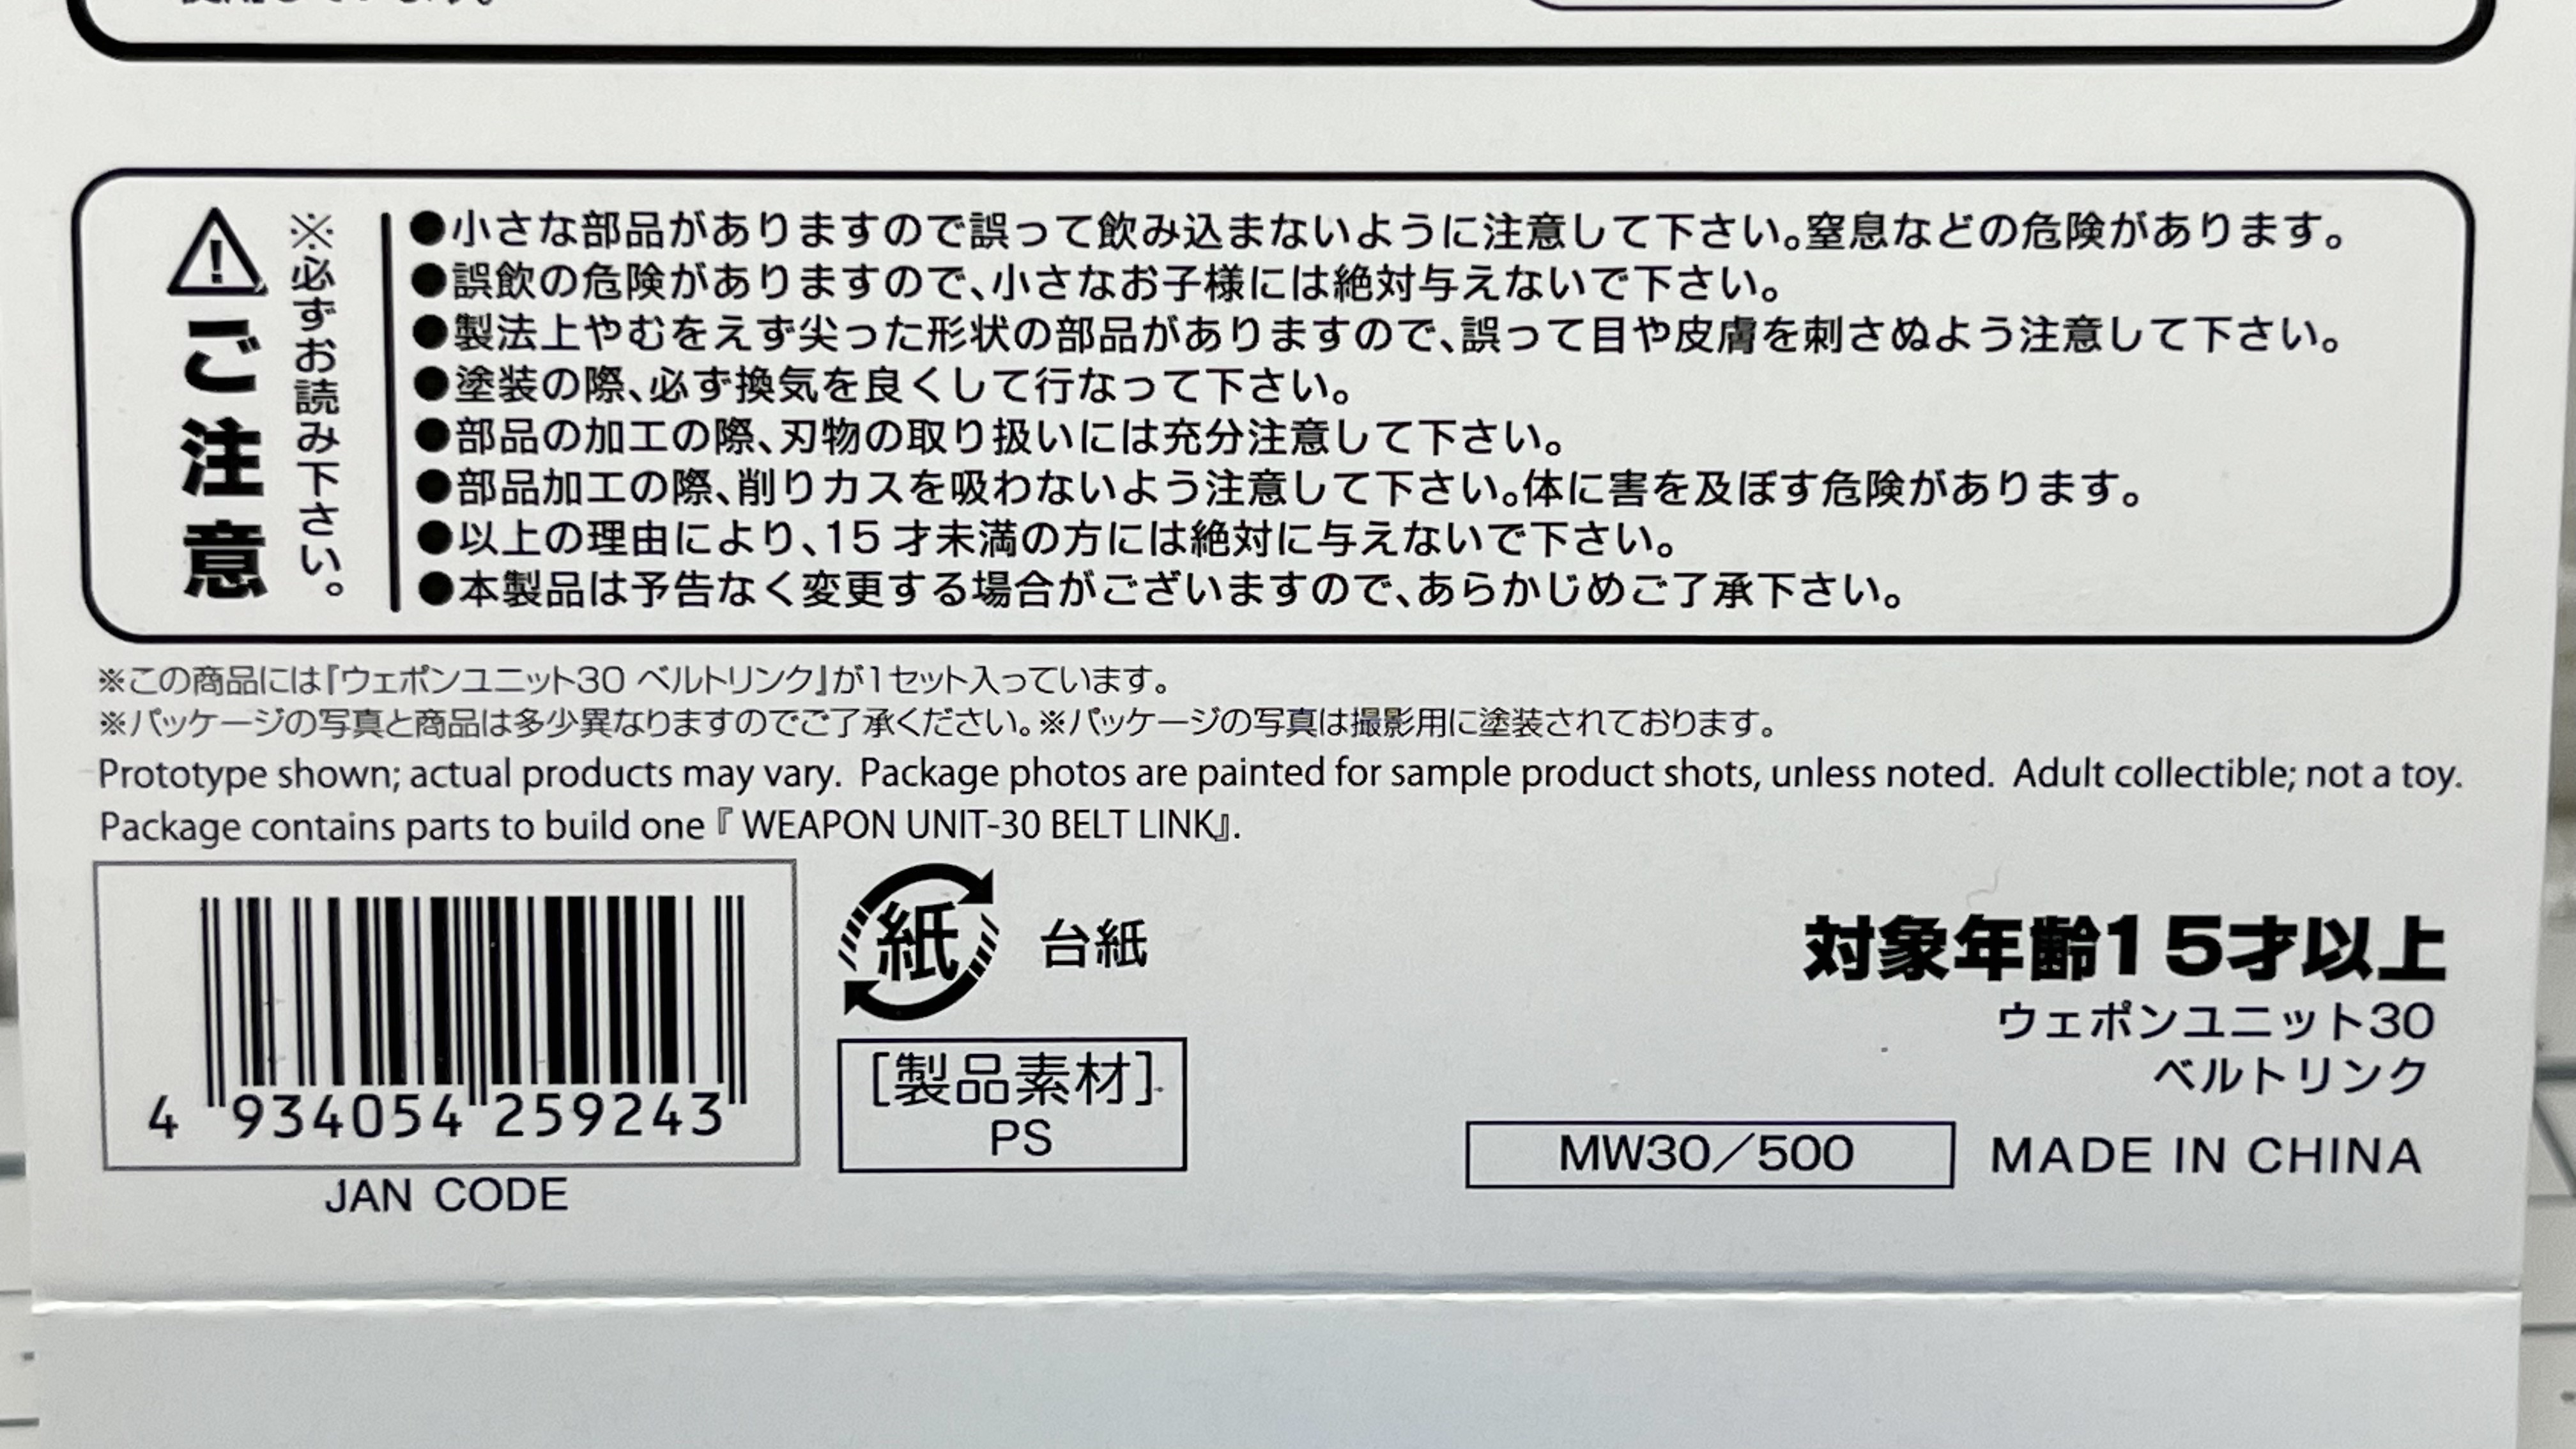 ご注意
※必ずお読み下さい。
●小さな部品がありますので誤って飲み込まないように注意して下さい。窒息などの危険があります。
●誤飲の危険がありますので、小さなお子様には絶対与えないで下さい。
●製法上やむをえず尖った形状の部品がありますので、誤って目や皮膚を刺さぬよう注意して下さい。
●塗装の際、必ず換気を良くして行なって下さい。
●部品の加工の際、刃物の取り扱いには充分注意して下さい。
●部品加工の際、削りカスを吸わないよう注意して下さい。体に害を及ぼす危険があります。
●以上の理由により、15才未満の方には絶対に与えないで下さい。
●本製品は予告なく変更する場合がございますので、あらかじめご了承下さい。
※この商品には『ウェポンユニット30 ベルトリンク』が1セット入っています。
※パッケージの写真と商品は多少異なりますのでご了承ください。※パッケージの写真は撮影用に塗装されております。
Prototype shown; actual products may vary. Package photos are painted for sample product shots, unless noted. Adult collectible; not a toy.
Package contains parts to build one『WEAPON UNIT-30 BELT LINK』.
4 934054 259243
JAN CODE
紙 台紙
[製品素材]
PS
対象年齢15才以上
ウェポンユニット30
ベルトリンク
MW30／500 MADE IN CHINA